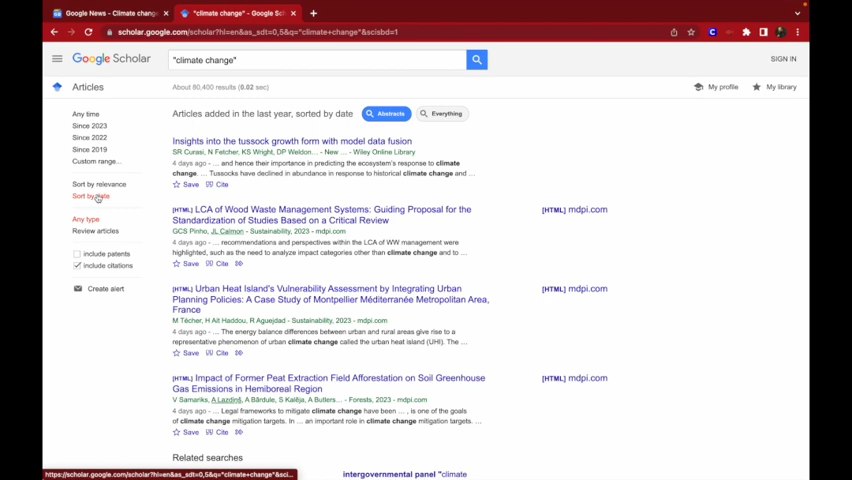 Google News - Climate chang
"climate change" - Google Sch
scholar.google.com/scholar?hl=en&as_sdt=0,5&q="climate+change"&scisbd=1
Google Scholar
"climate change"
SIGN IN
Articles
About 80,400 results (0.02 sec)
My profile
My library
Any time
Since 2023
Since 2022
Since 2019
Custom range...
Sort by relevance
Sort by date
Any type
Review articles
include patents
include citations
Create alert
Articles added in the last year, sorted by date
Abstracts
Everything
Insights into the tussock growth form with model data fusion
SR Curasi, N Fetcher, KS Wright, DP Weldon... - New ... - Wiley Online Library
4 days ago - ... and hence their importance in predicting the ecosystem's response to climate
change. ... Tussocks have declined in abundance in response to historical climate change and ...
Save Cite
[HTML] LCA of Wood Waste Management Systems: Guiding Proposal for the
Standardization of Studies Based on a Critical Review
GCS Pinho, JL Calmon - Sustainability, 2023 - mdpi.com
4 days ago - ... recommendations and perspectives within the LCA of WW management were
highlighted, such as the need to analyze impact categories other than climate change and to ...
Save Cite
[HTML] mdpi.com
[HTML] Urban Heat Island's Vulnerability Assessment by Integrating Urban
Planning Policies: A Case Study of Montpellier Méditerranée Metropolitan Area,
France
M Técher, H Ait Haddou, R Aguejdad - Sustainability, 2023 - mdpi.com
4 days ago - ... The energy balance differences between urban and rural areas give rise to a
representative phenomenon of urban climate change called the urban heat island (UHI). The ...
Save Cite
[HTML] mdpi.com
[HTML] Impact of Former Peat Extraction Field Afforestation on Soil Greenhouse
Gas Emissions in Hemiboreal Region
V Samariks, A Lazdiņš, A Bārdule, S Kalēja, A Butlers... - Forests, 2023 - mdpi.com
4 days ago - ... Legal frameworks to mitigate climate change have been ... , is one of the goals
of climate change mitigation targets. ... In an important role in climate change mitigation targets. ...
Save Cite
[HTML] mdpi.com
Related searches
intergovernmental panel "climate
https://scholar.google.com/scholar?hl=en&as_sdt=0,5&q="climate+change"&sci...